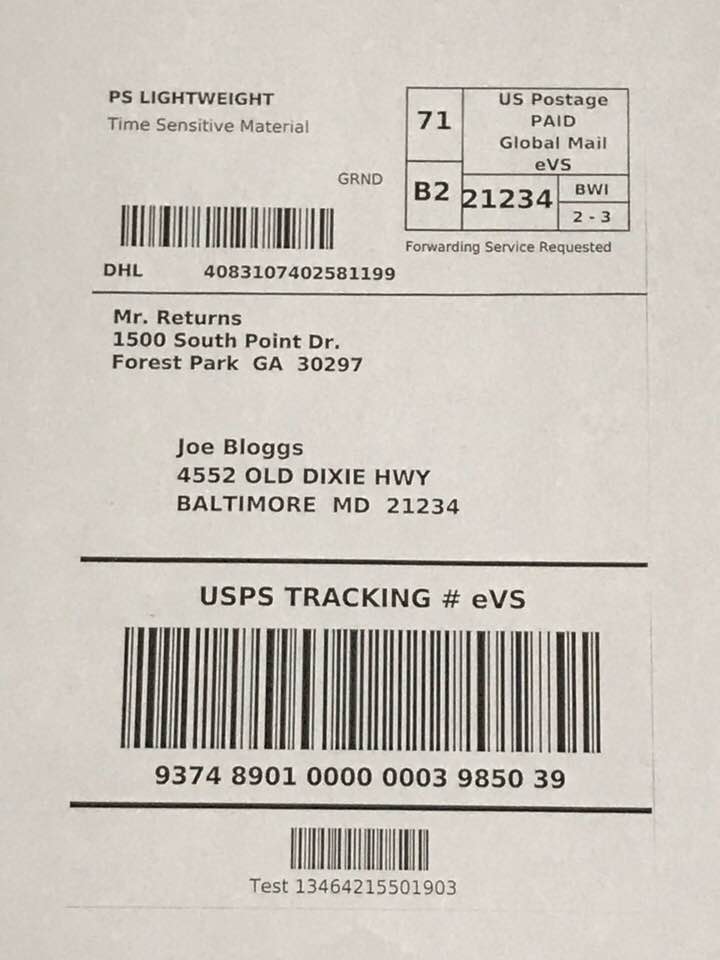 PS LIGHTWEIGHT
Time Sensitive Material
GRND
71
US Postage
PAID
Global Mail
eVS
B2
21234
BWI
2 - 3
Forwarding Service Requested
DHL 4083107402581199
Mr. Returns
1500 South Point Dr.
Forest Park GA 30297
Joe Bloggs
4552 OLD DIXIE HWY
BALTIMORE MD 21234
USPS TRACKING # eVS
9374 8901 0000 0003 9850 39
Test 13464215501903